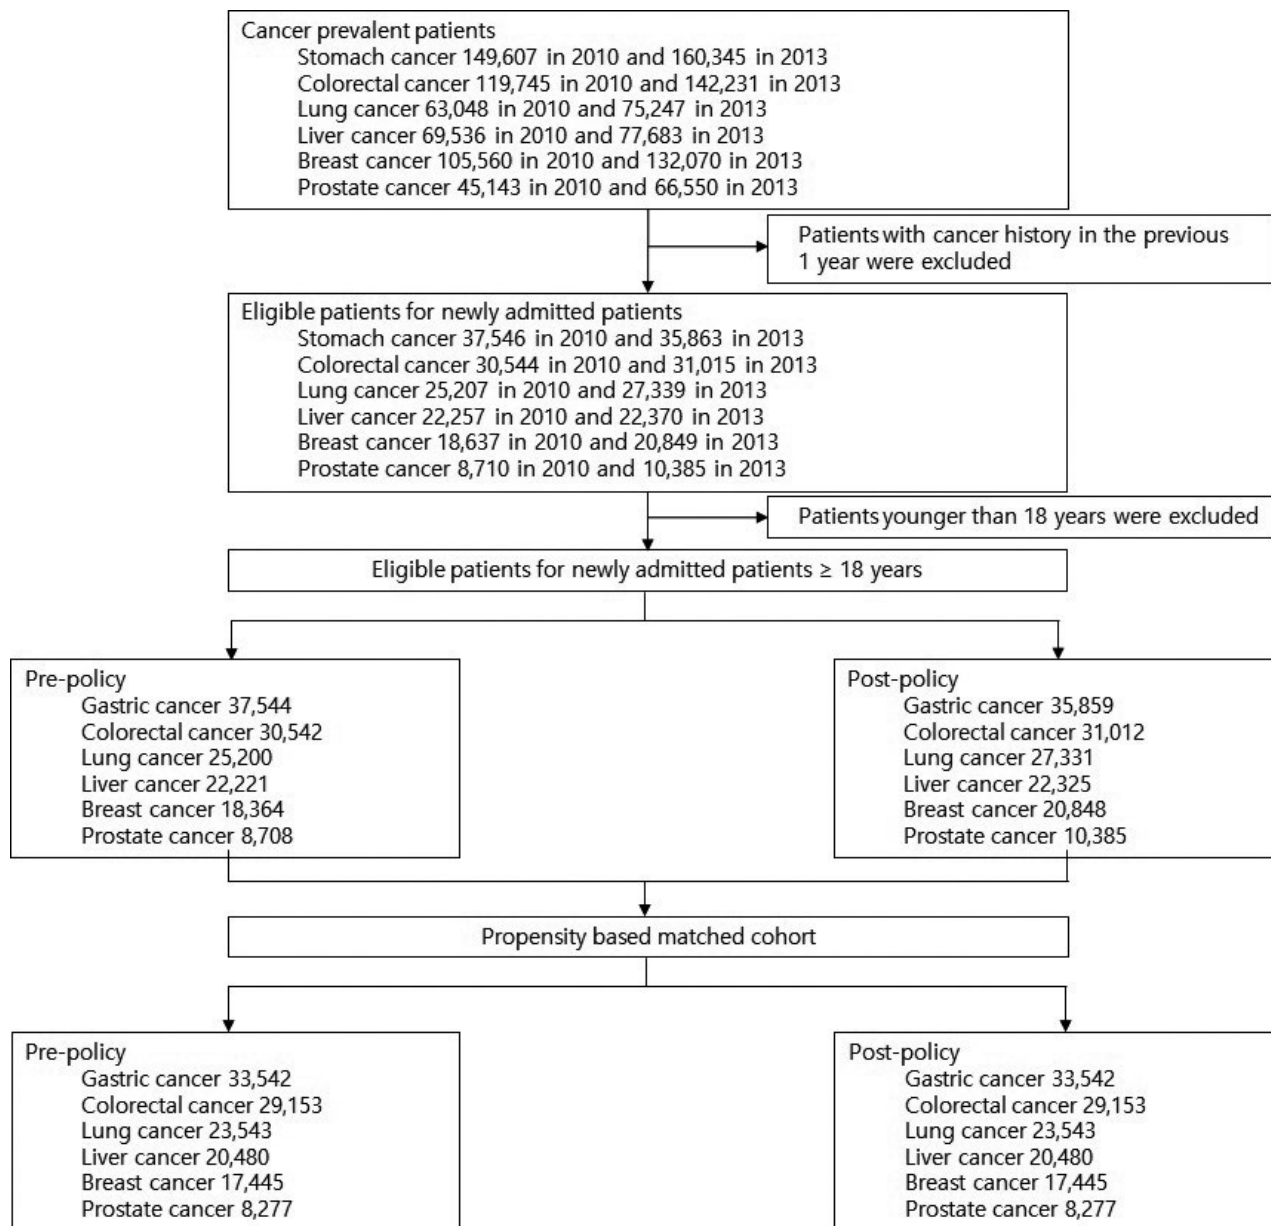 Cancer prevalent patients
Stomach cancer 149,607 in 2010 and 160,345 in 2013
Colorectal cancer 119,745 in 2010 and 142,231 in 2013
Lung cancer 63,048 in 2010 and 75,247 in 2013
Liver cancer 69,536 in 2010 and 77,683 in 2013
Breast cancer 105,560 in 2010 and 132,070 in 2013
Prostate cancer 45,143 in 2010 and 66,550 in 2013
Patients with cancer history in the previous
1 year were excluded
Eligible patients for newly admitted patients
Stomach cancer 37,546 in 2010 and 35,863 in 2013
Colorectal cancer 30,544 in 2010 and 31,015 in 2013
Lung cancer 25,207 in 2010 and 27,339 in 2013
Liver cancer 22,257 in 2010 and 22,370 in 2013
Breast cancer 18,637 in 2010 and 20,849 in 2013
Prostate cancer 8,710 in 2010 and 10,385 in 2013
Patients younger than 18 years were excluded
Eligible patients for newly admitted patients ≥ 18 years
Pre-policy
Gastric cancer 37,544
Colorectal cancer 30,542
Lung cancer 25,200
Liver cancer 22,221
Breast cancer 18,364
Prostate cancer 8,708
Post-policy
Gastric cancer 35,859
Colorectal cancer 31,012
Lung cancer 27,331
Liver cancer 22,325
Breast cancer 20,848
Prostate cancer 10,385
Propensity based matched cohort
Pre-policy
Gastric cancer 33,542
Colorectal cancer 29,153
Lung cancer 23,543
Liver cancer 20,480
Breast cancer 17,445
Prostate cancer 8,277
Post-policy
Gastric cancer 33,542
Colorectal cancer 29,153
Lung cancer 23,543
Liver cancer 20,480
Breast cancer 17,445
Prostate cancer 8,277